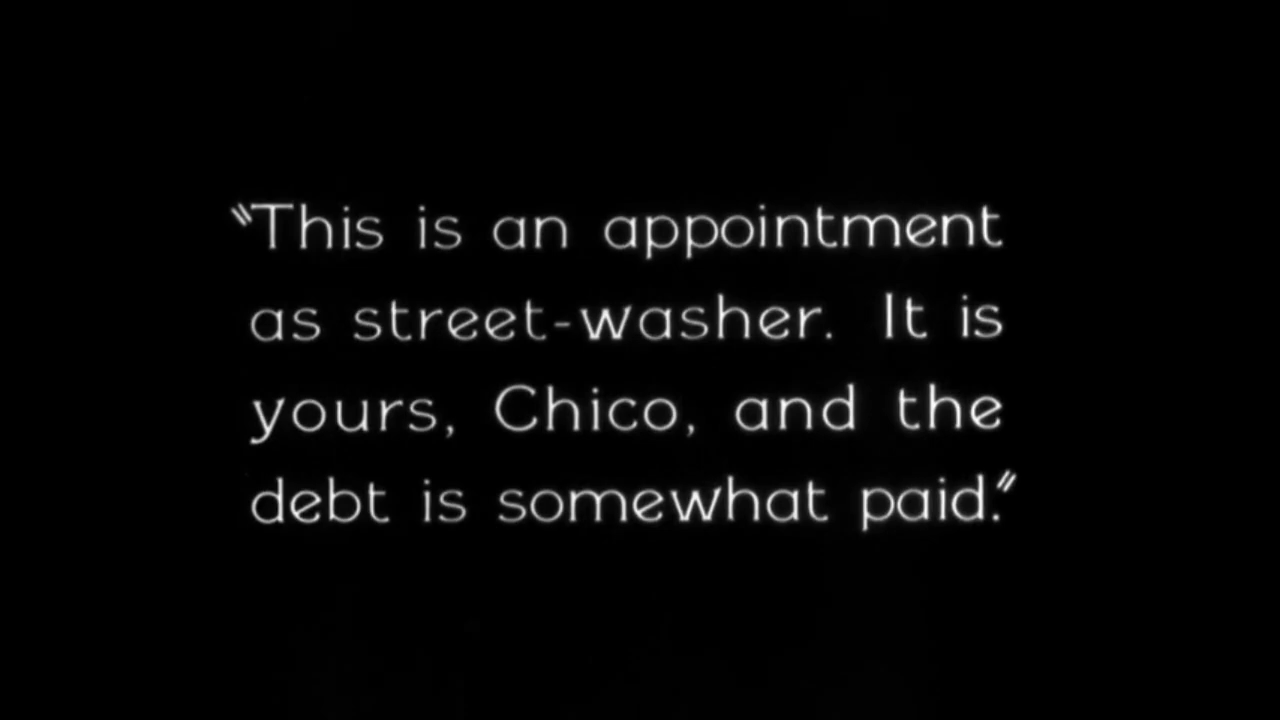 "This is an appointment
as street-washer. It is
yours, Chico, and the
debt is somewhat paid."